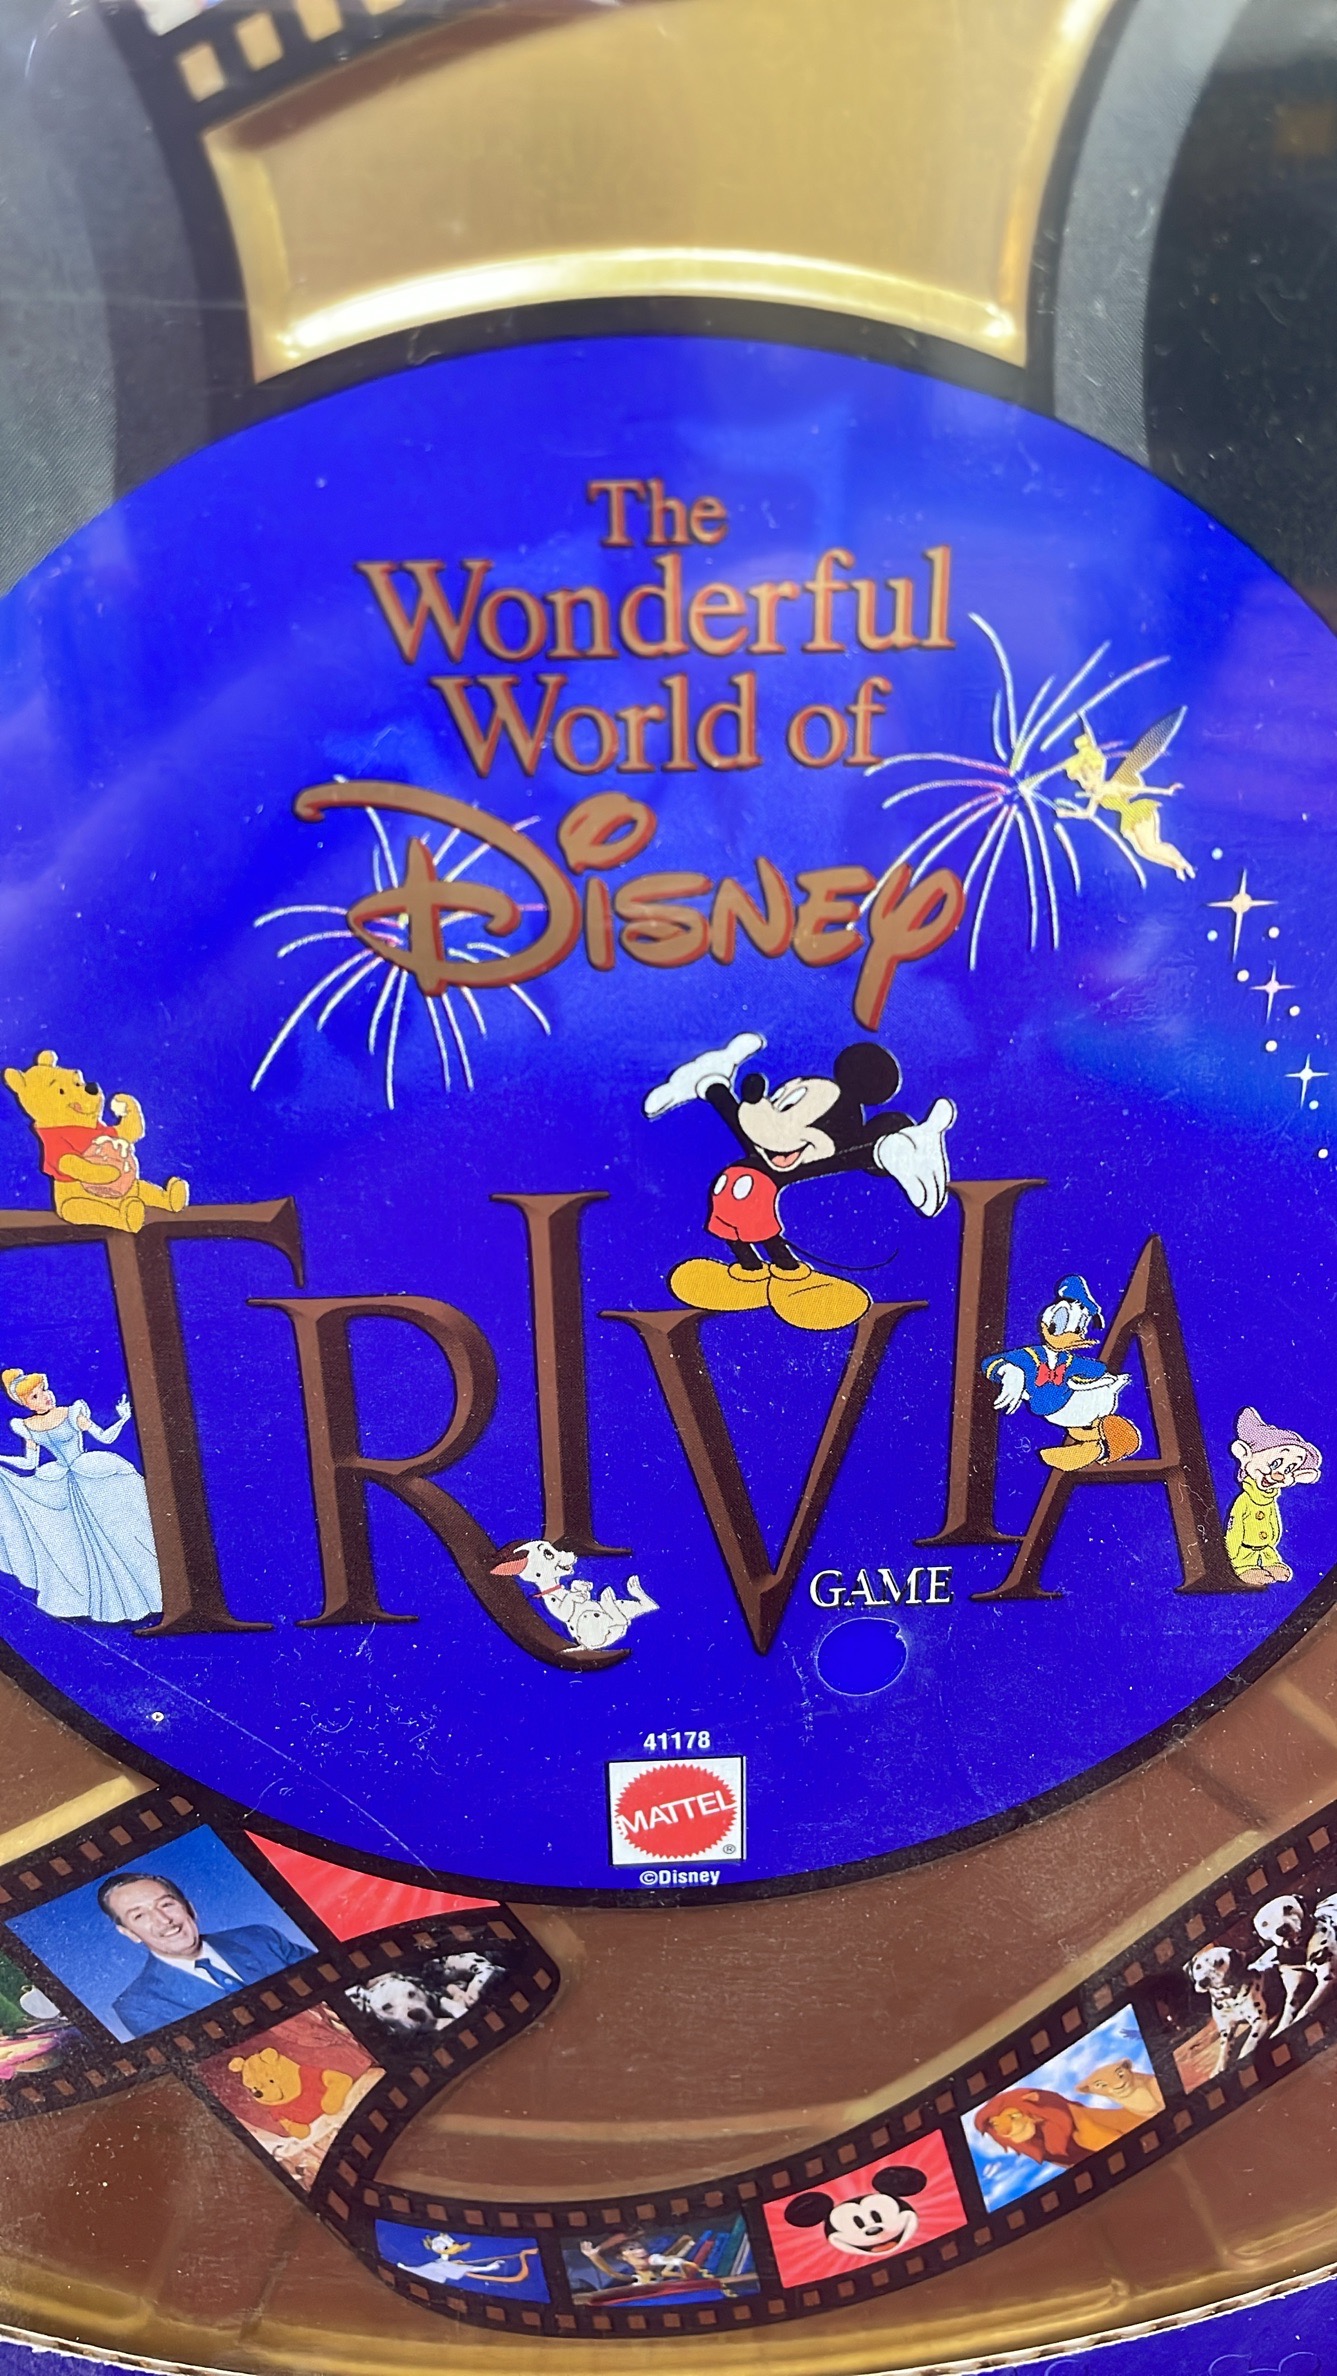 The
Wonderful
World of
Disney
TRIVIA
GAME
41178
MATTEL®
©Disney